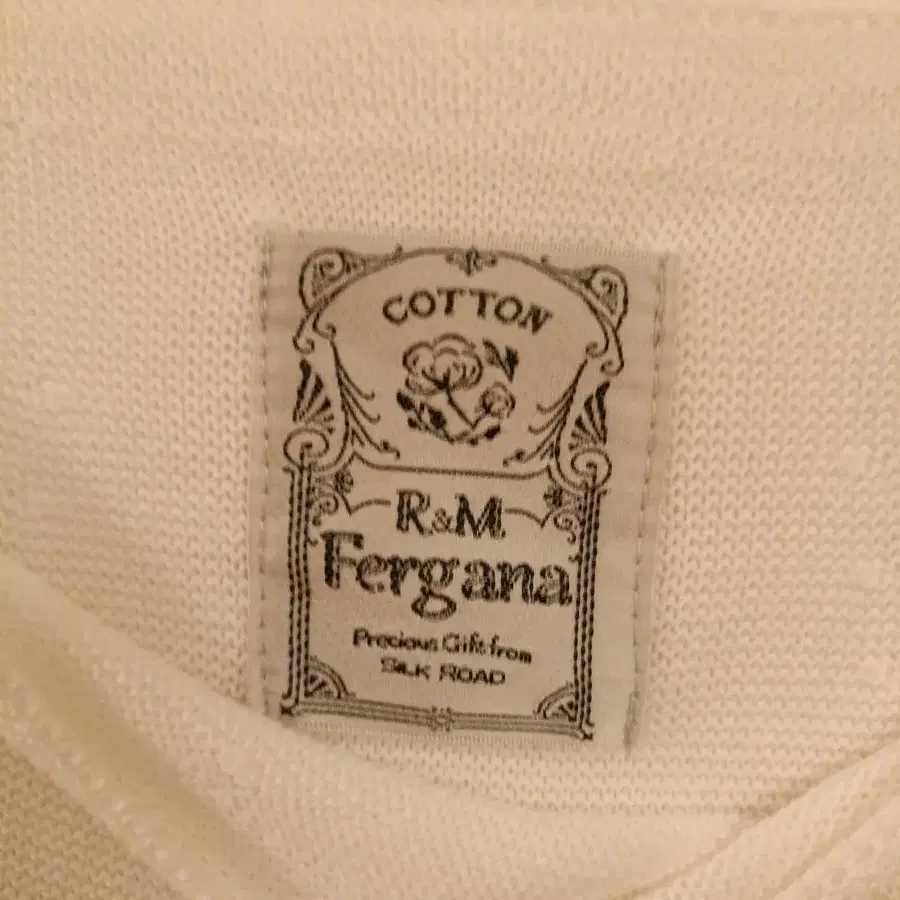 COTTON
R&M
Fergana
Precious Gift from
SILK ROAD